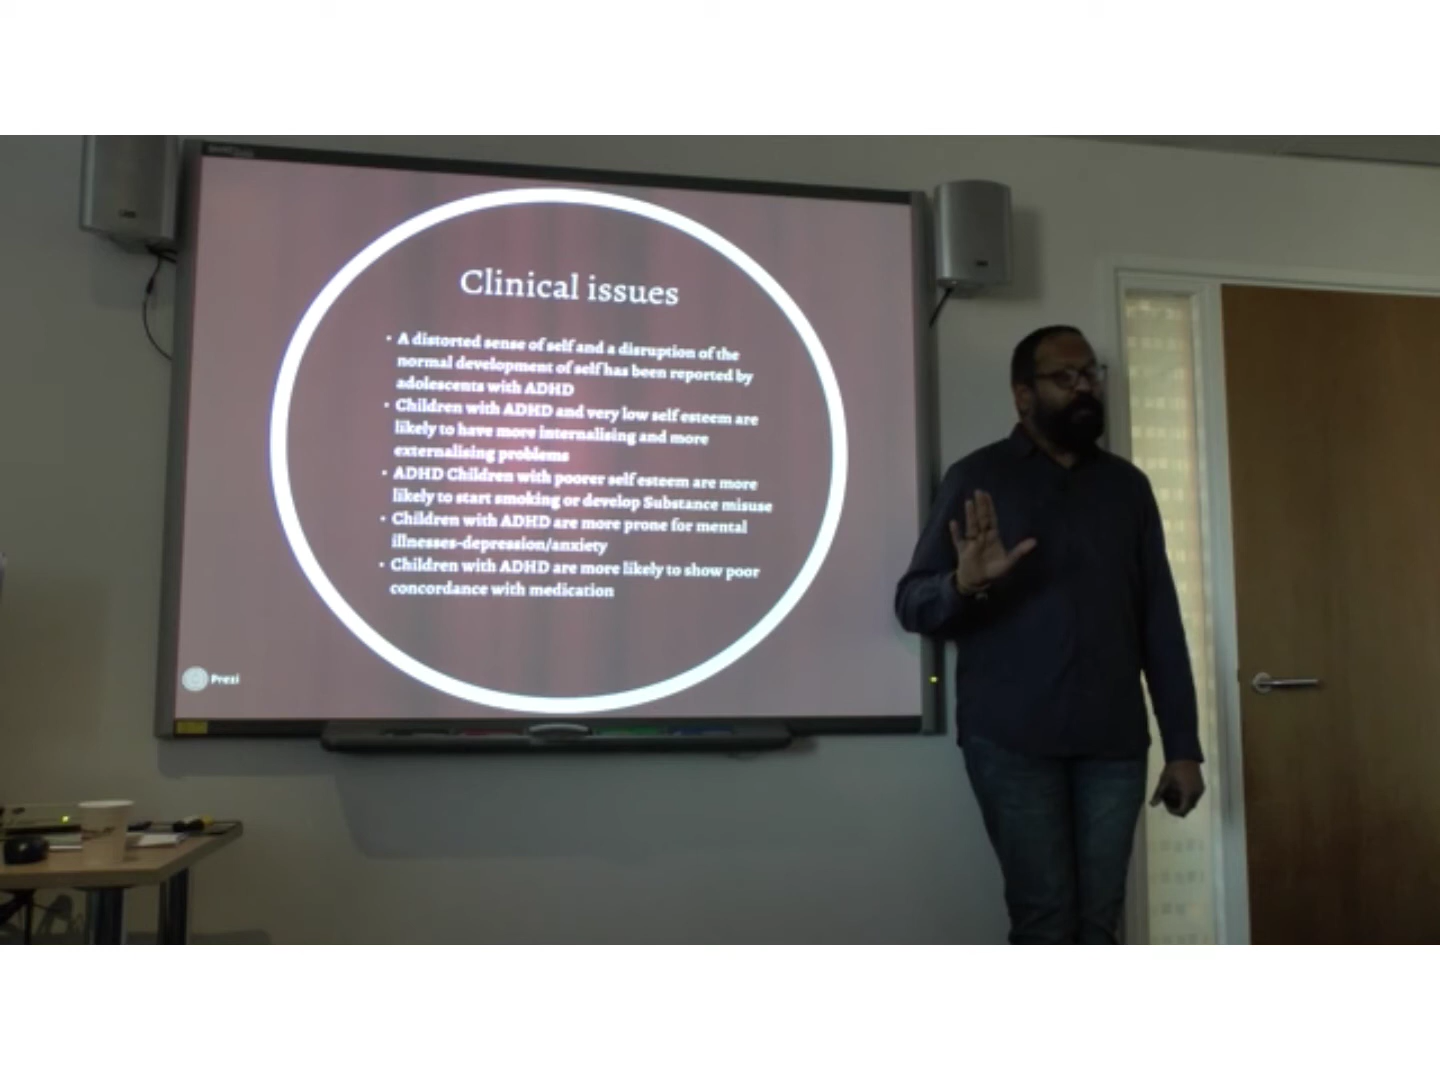 Clinical issues
• A distorted sense of self and a disruption of the
normal development of self has been reported by
adolescents with ADHD
• Children with ADHD and very low self esteem are
likely to have more internalising and more
externalising problems
• ADHD Children with poorer self esteem are more
likely to start smoking or develop Substance misuse
• Children with ADHD are more prone for mental
illnesses-depression/anxiety
• Children with ADHD are more likely to show poor
concordance with medication
Prezi